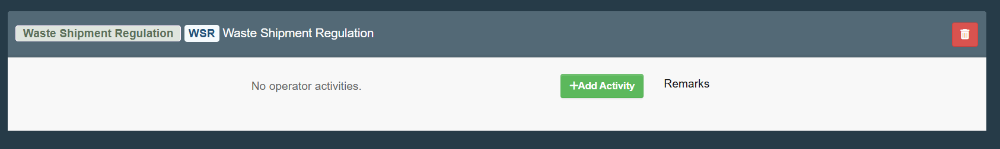 Waste Shipment Regulation WSR Waste Shipment Regulation
No operator activities. +Add Activity Remarks